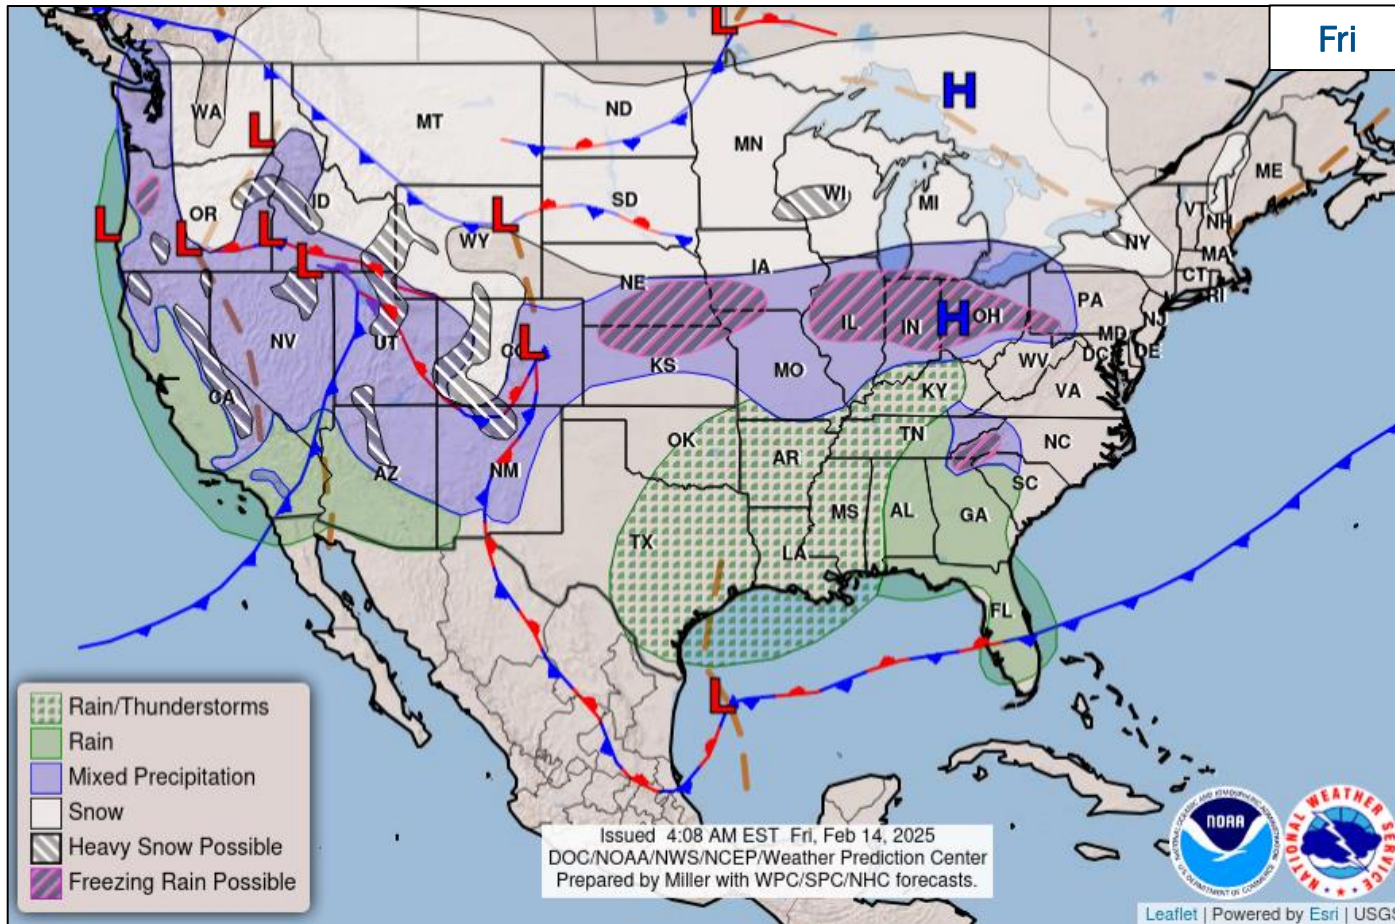 Fri
WA
MT
ND
MN
ME
OR
ID
SD
WI
MI
VT
NH
NY
MA
CT
RI
WY
NE
IA
PA
NJ
NV
UT
CO
KS
MO
IL
IN
OH
MD
DC
DE
WV
VA
CA
KY
AZ
NM
OK
AR
TN
NC
SC
TX
LA
MS
AL
GA
FL
H
H
L
L
L
L
L
L
L
L
L
Rain/Thunderstorms
Rain
Mixed Precipitation
Snow
Heavy Snow Possible
Freezing Rain Possible
Issued 4:08 AM EST Fri, Feb 14, 2025
DOC/NOAA/NWS/NCEP/Weather Prediction Center
Prepared by Miller with WPC/SPC/NHC forecasts.
NOAA
NATIONAL WEATHER SERVICE
Leaflet | Powered by Esri | USGS